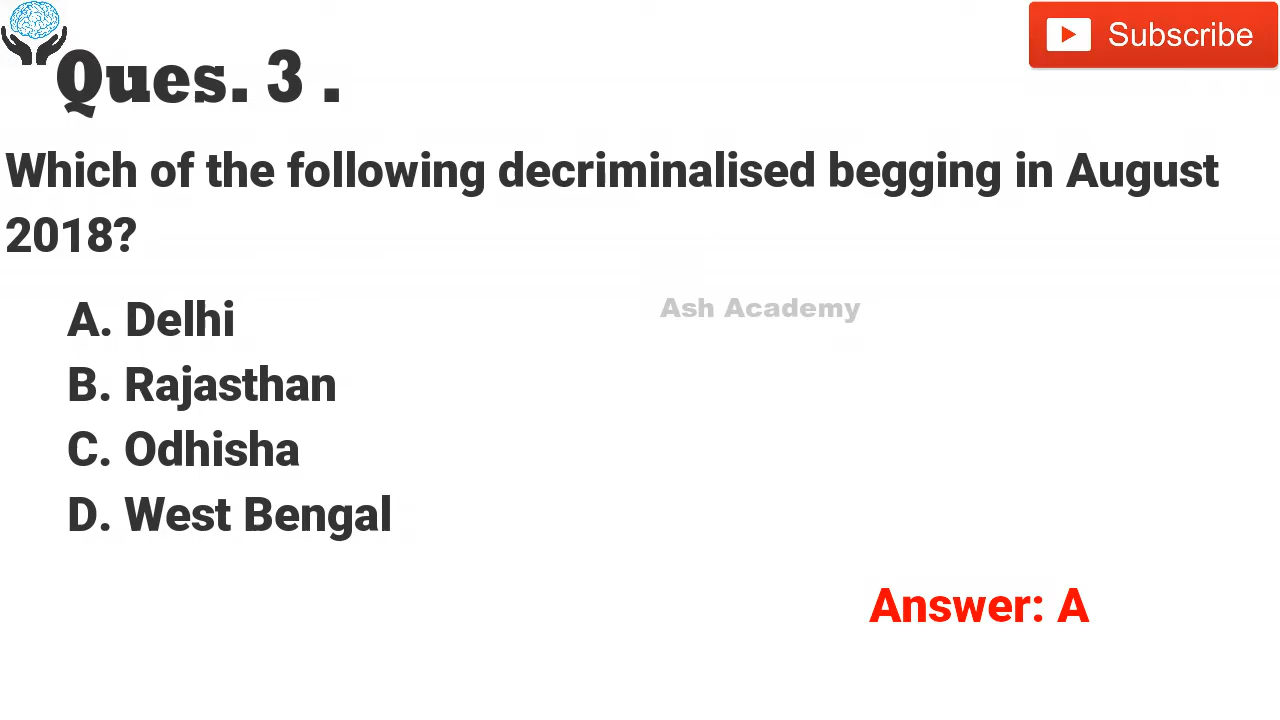 Subscribe
Ques. 3 .
Which of the following decriminalised begging in August
2018?
A. Delhi
Ash Academy
B. Rajasthan
C. Odhisha
D. West Bengal
Answer: A